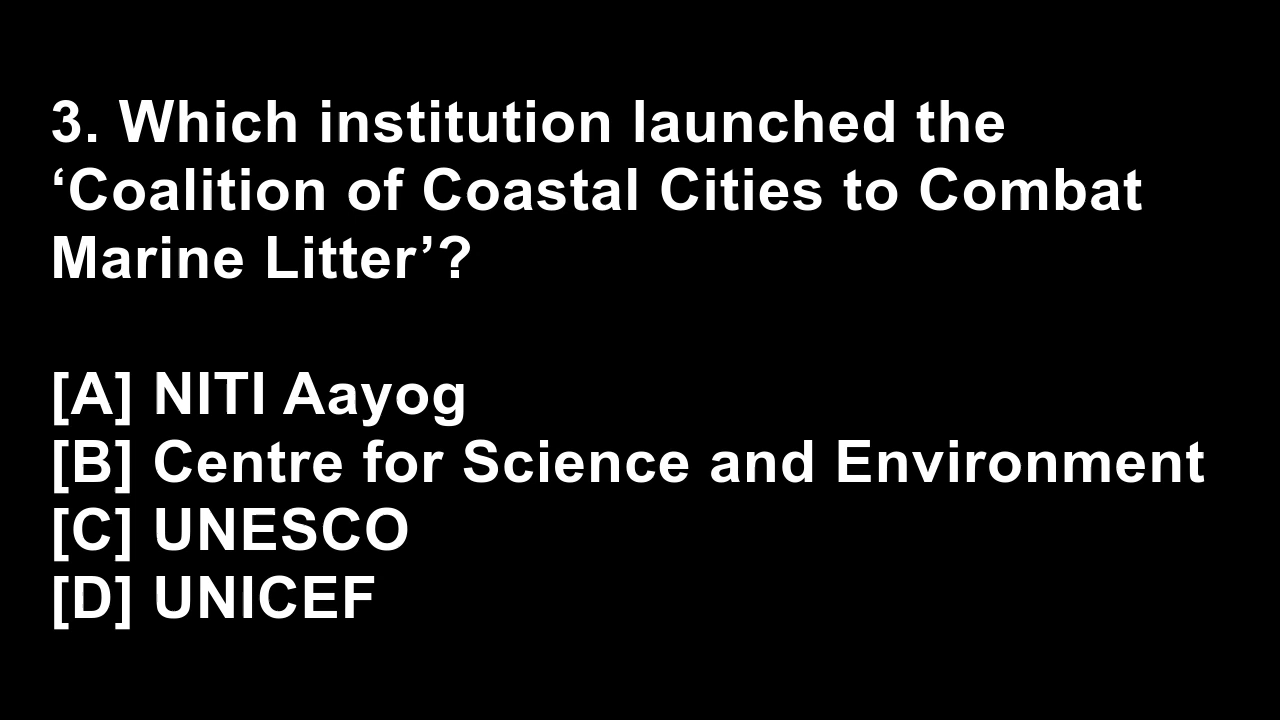 3. Which institution launched the
‘Coalition of Coastal Cities to Combat
Marine Litter’?
[A] NITI Aayog
[B] Centre for Science and Environment
[C] UNESCO
[D] UNICEF